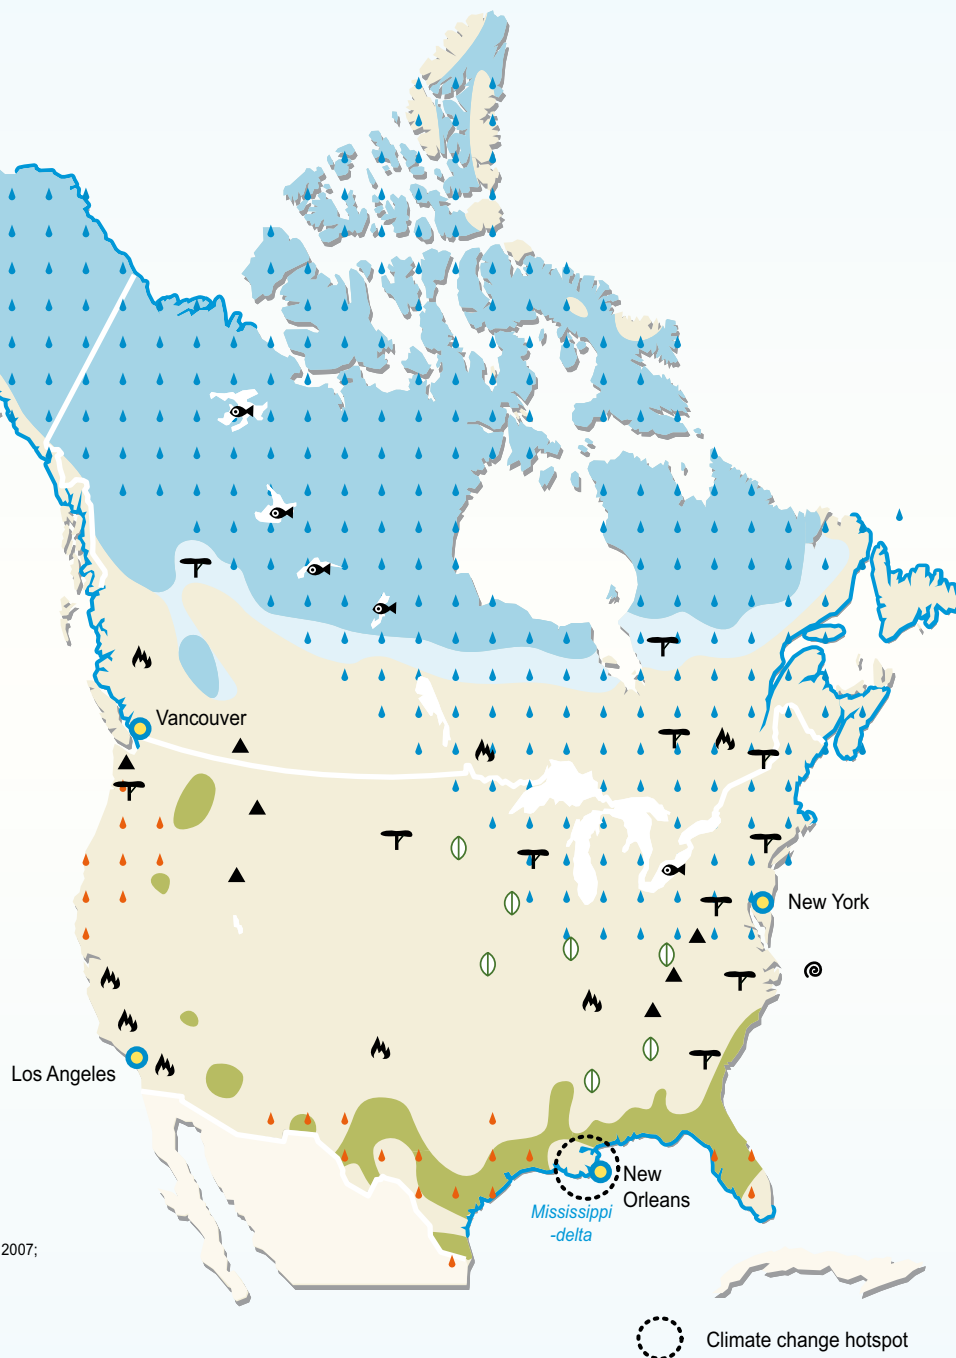 Vancouver
New York
Los Angeles
New
Orleans
Mississippi
-delta
2007;
Climate change hotspot